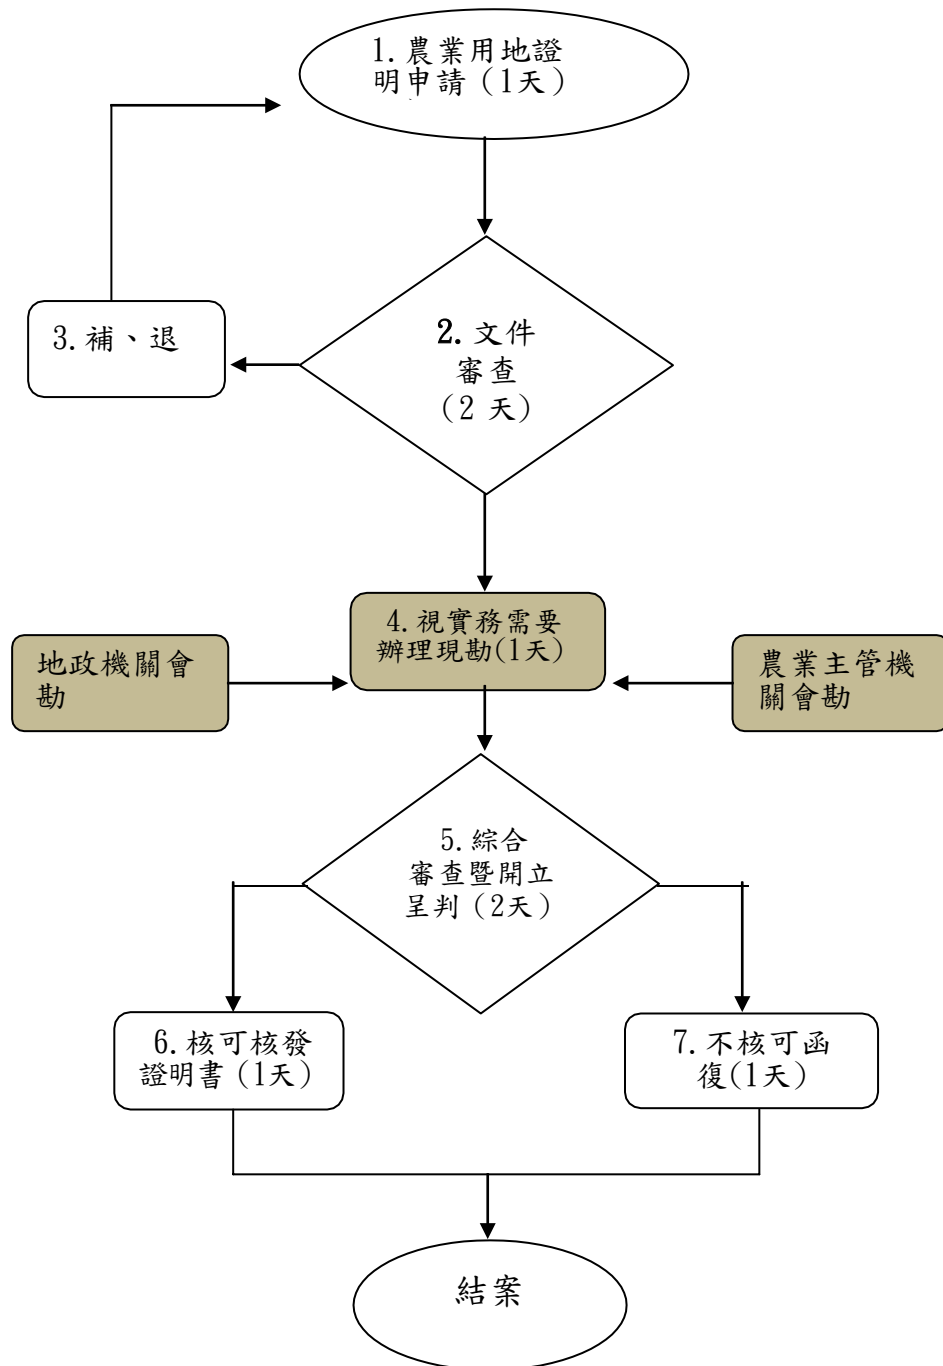 1.農業用地證
明申請（1天）
2.文件
審查
（2 天）
3.補、退
4.視實務需要
辦理現勘(1天)
地政機關會
勘
農業主管機
關會勘
5.綜合
審查暨開立
呈判（2天）
6.核可核發
證明書（1天）
7.不核可函
復(1天）
結案